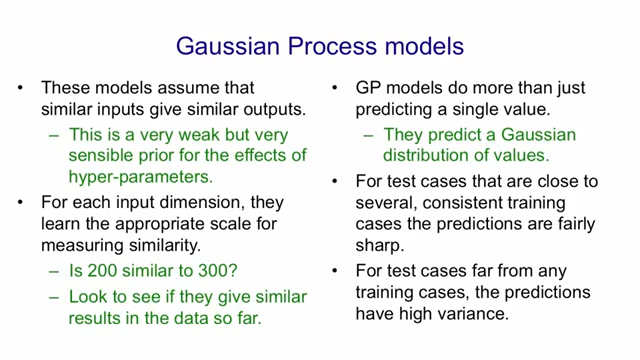 Gaussian Process models
• These models assume that
similar inputs give similar outputs.
– This is a very weak but very
sensible prior for the effects of
hyper-parameters.
• For each input dimension, they
learn the appropriate scale for
measuring similarity.
– Is 200 similar to 300?
– Look to see if they give similar
results in the data so far.
• GP models do more than just
predicting a single value.
– They predict a Gaussian
distribution of values.
• For test cases that are close to
several, consistent training
cases the predictions are fairly
sharp.
• For test cases far from any
training cases, the predictions
have high variance.